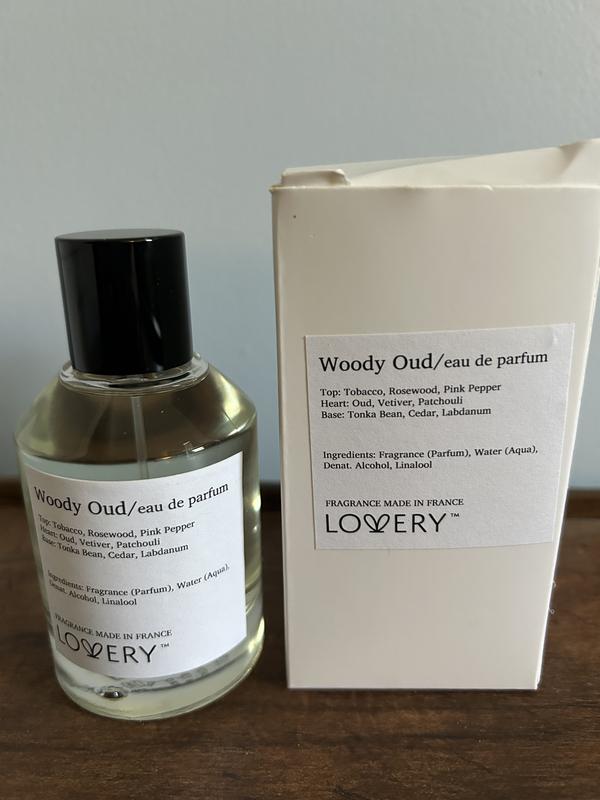 Woody Oud/eau de parfum
Top: Tobacco, Rosewood, Pink Pepper
Heart: Oud, Vetiver, Patchouli
Base: Tonka Bean, Cedar, Labdanum
Ingredients: Fragrance (Parfum), Water (Aqua),
Denat. Alcohol, Linalool
FRAGRANCE MADE IN FRANCE
LOVERY™
Woody Oud/eau de parfum
Top: Tobacco, Rosewood, Pink Pepper
Heart: Oud, Vetiver, Patchouli
Base: Tonka Bean, Cedar, Labdanum
Ingredients: Fragrance (Parfum), Water (Aqua),
Denat. Alcohol, Linalool
FRAGRANCE MADE IN FRANCE
LOVERY™